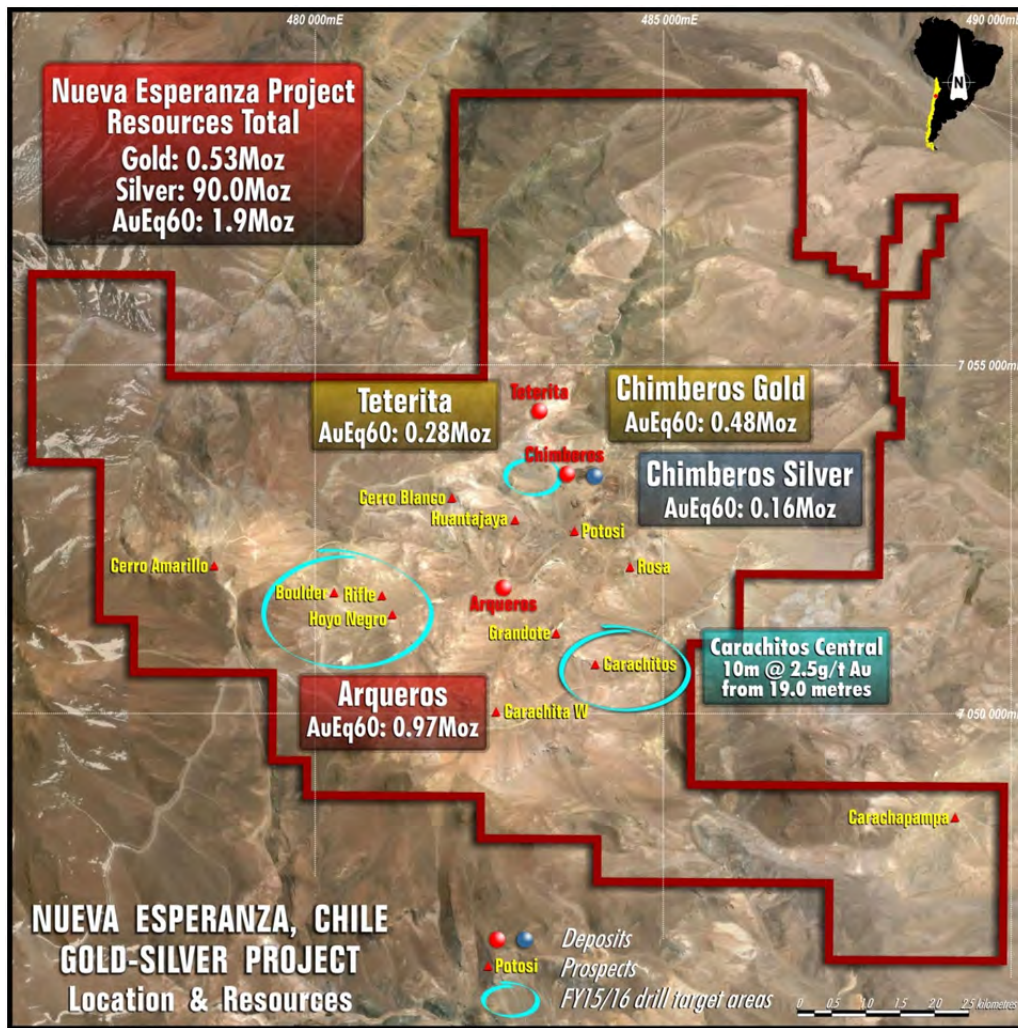 480 000mE
485 000mE
490 000mE
N
Nueva Esperanza Project
Resources Total
Gold: 0.53Moz
Silver: 90.0Moz
AuEq60: 1.9Moz
7 055 000mE
Teterita
AuEq60: 0.28Moz
Teterita
Chimberos Gold
AuEq60: 0.48Moz
Chimberos
Chimberos Silver
AuEq60: 0.16Moz
Cerro Blanco
Huantajaya
Potosi
Cerro Amarillo
Rosa
Boulder
Rifle
Hoyo Negro
Arqueros
Grandote
Carachitos
Carachitos Central
10m @ 2.5g/t Au
from 19.0 metres
Arqueros
AuEq60: 0.97Moz
Carachita W
7 050 000mE
Carachapampa
NUEVA ESPERANZA, CHILE
GOLD-SILVER PROJECT
Location & Resources
Deposits
Potosi
Prospects
FY15/16 drill target areas
0 0.5 1.0 1.5 2.0 2.5 kilometres